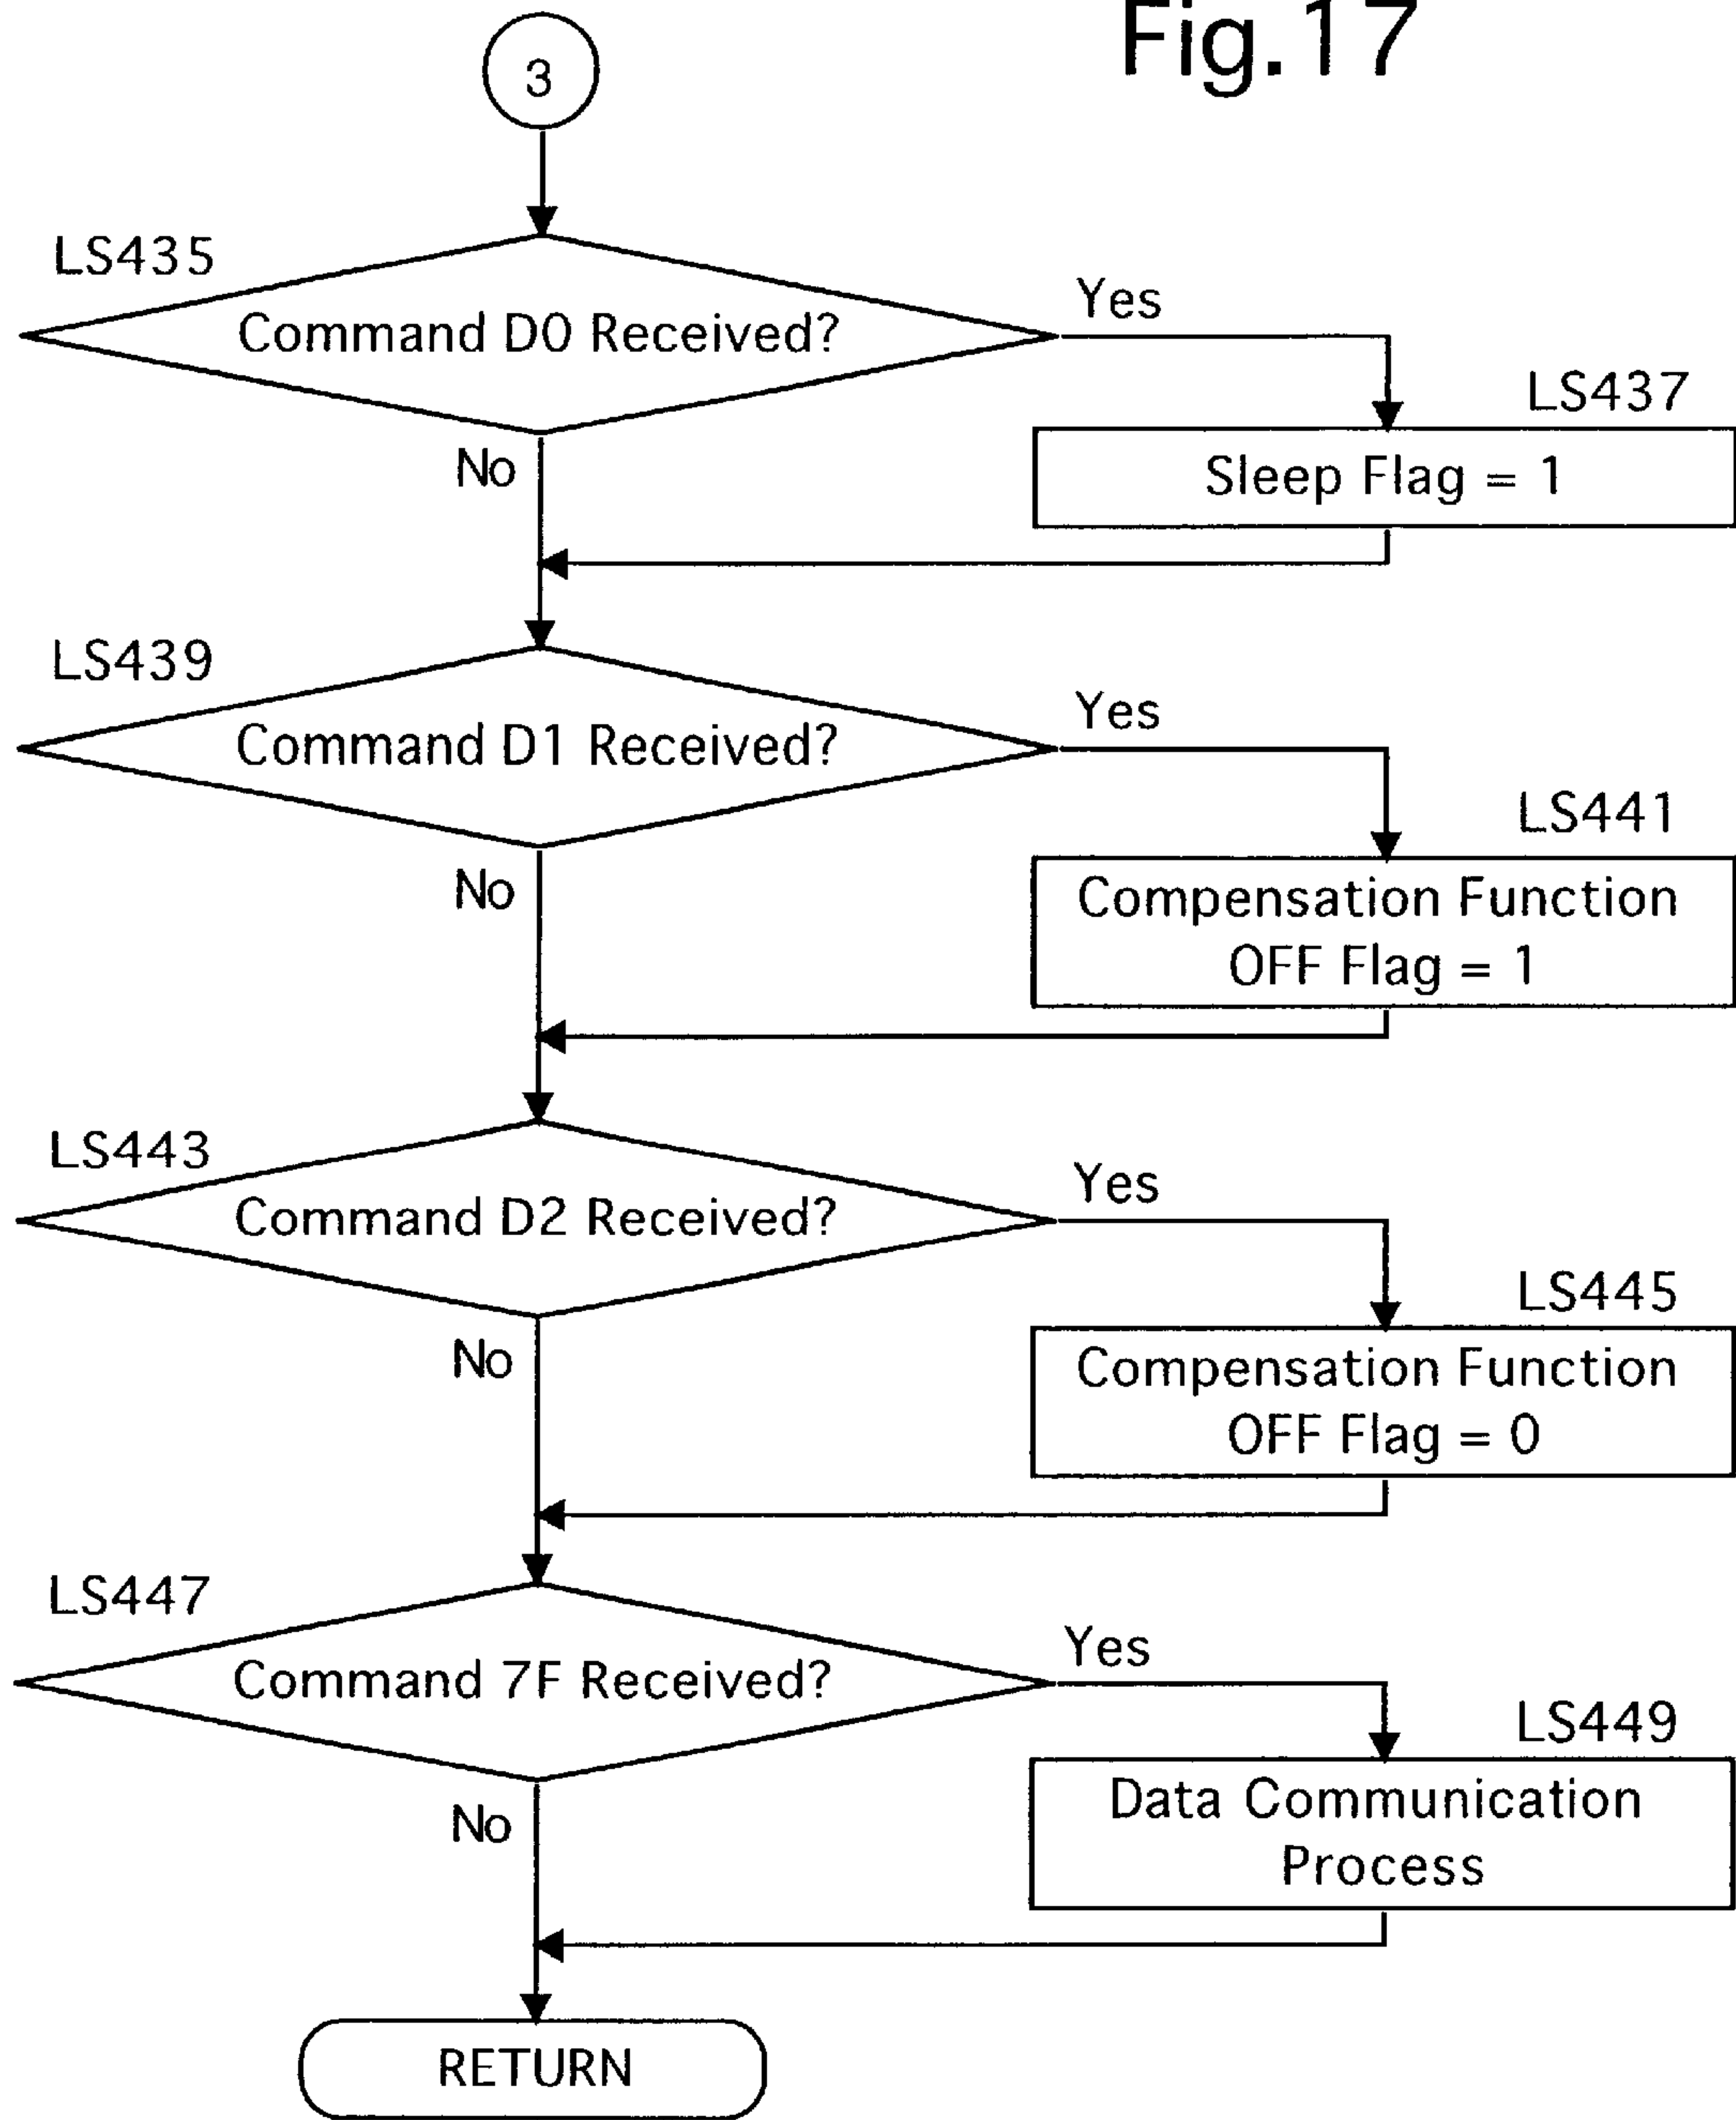 Fig.17
3
LS435
Command D0 Received?
Yes
No
LS437
Sleep Flag = 1
LS439
Command D1 Received?
Yes
No
LS441
Compensation Function
OFF Flag = 1
LS443
Command D2 Received?
Yes
No
LS445
Compensation Function
OFF Flag = 0
LS447
Command 7F Received?
Yes
No
LS449
Data Communication
Process
RETURN